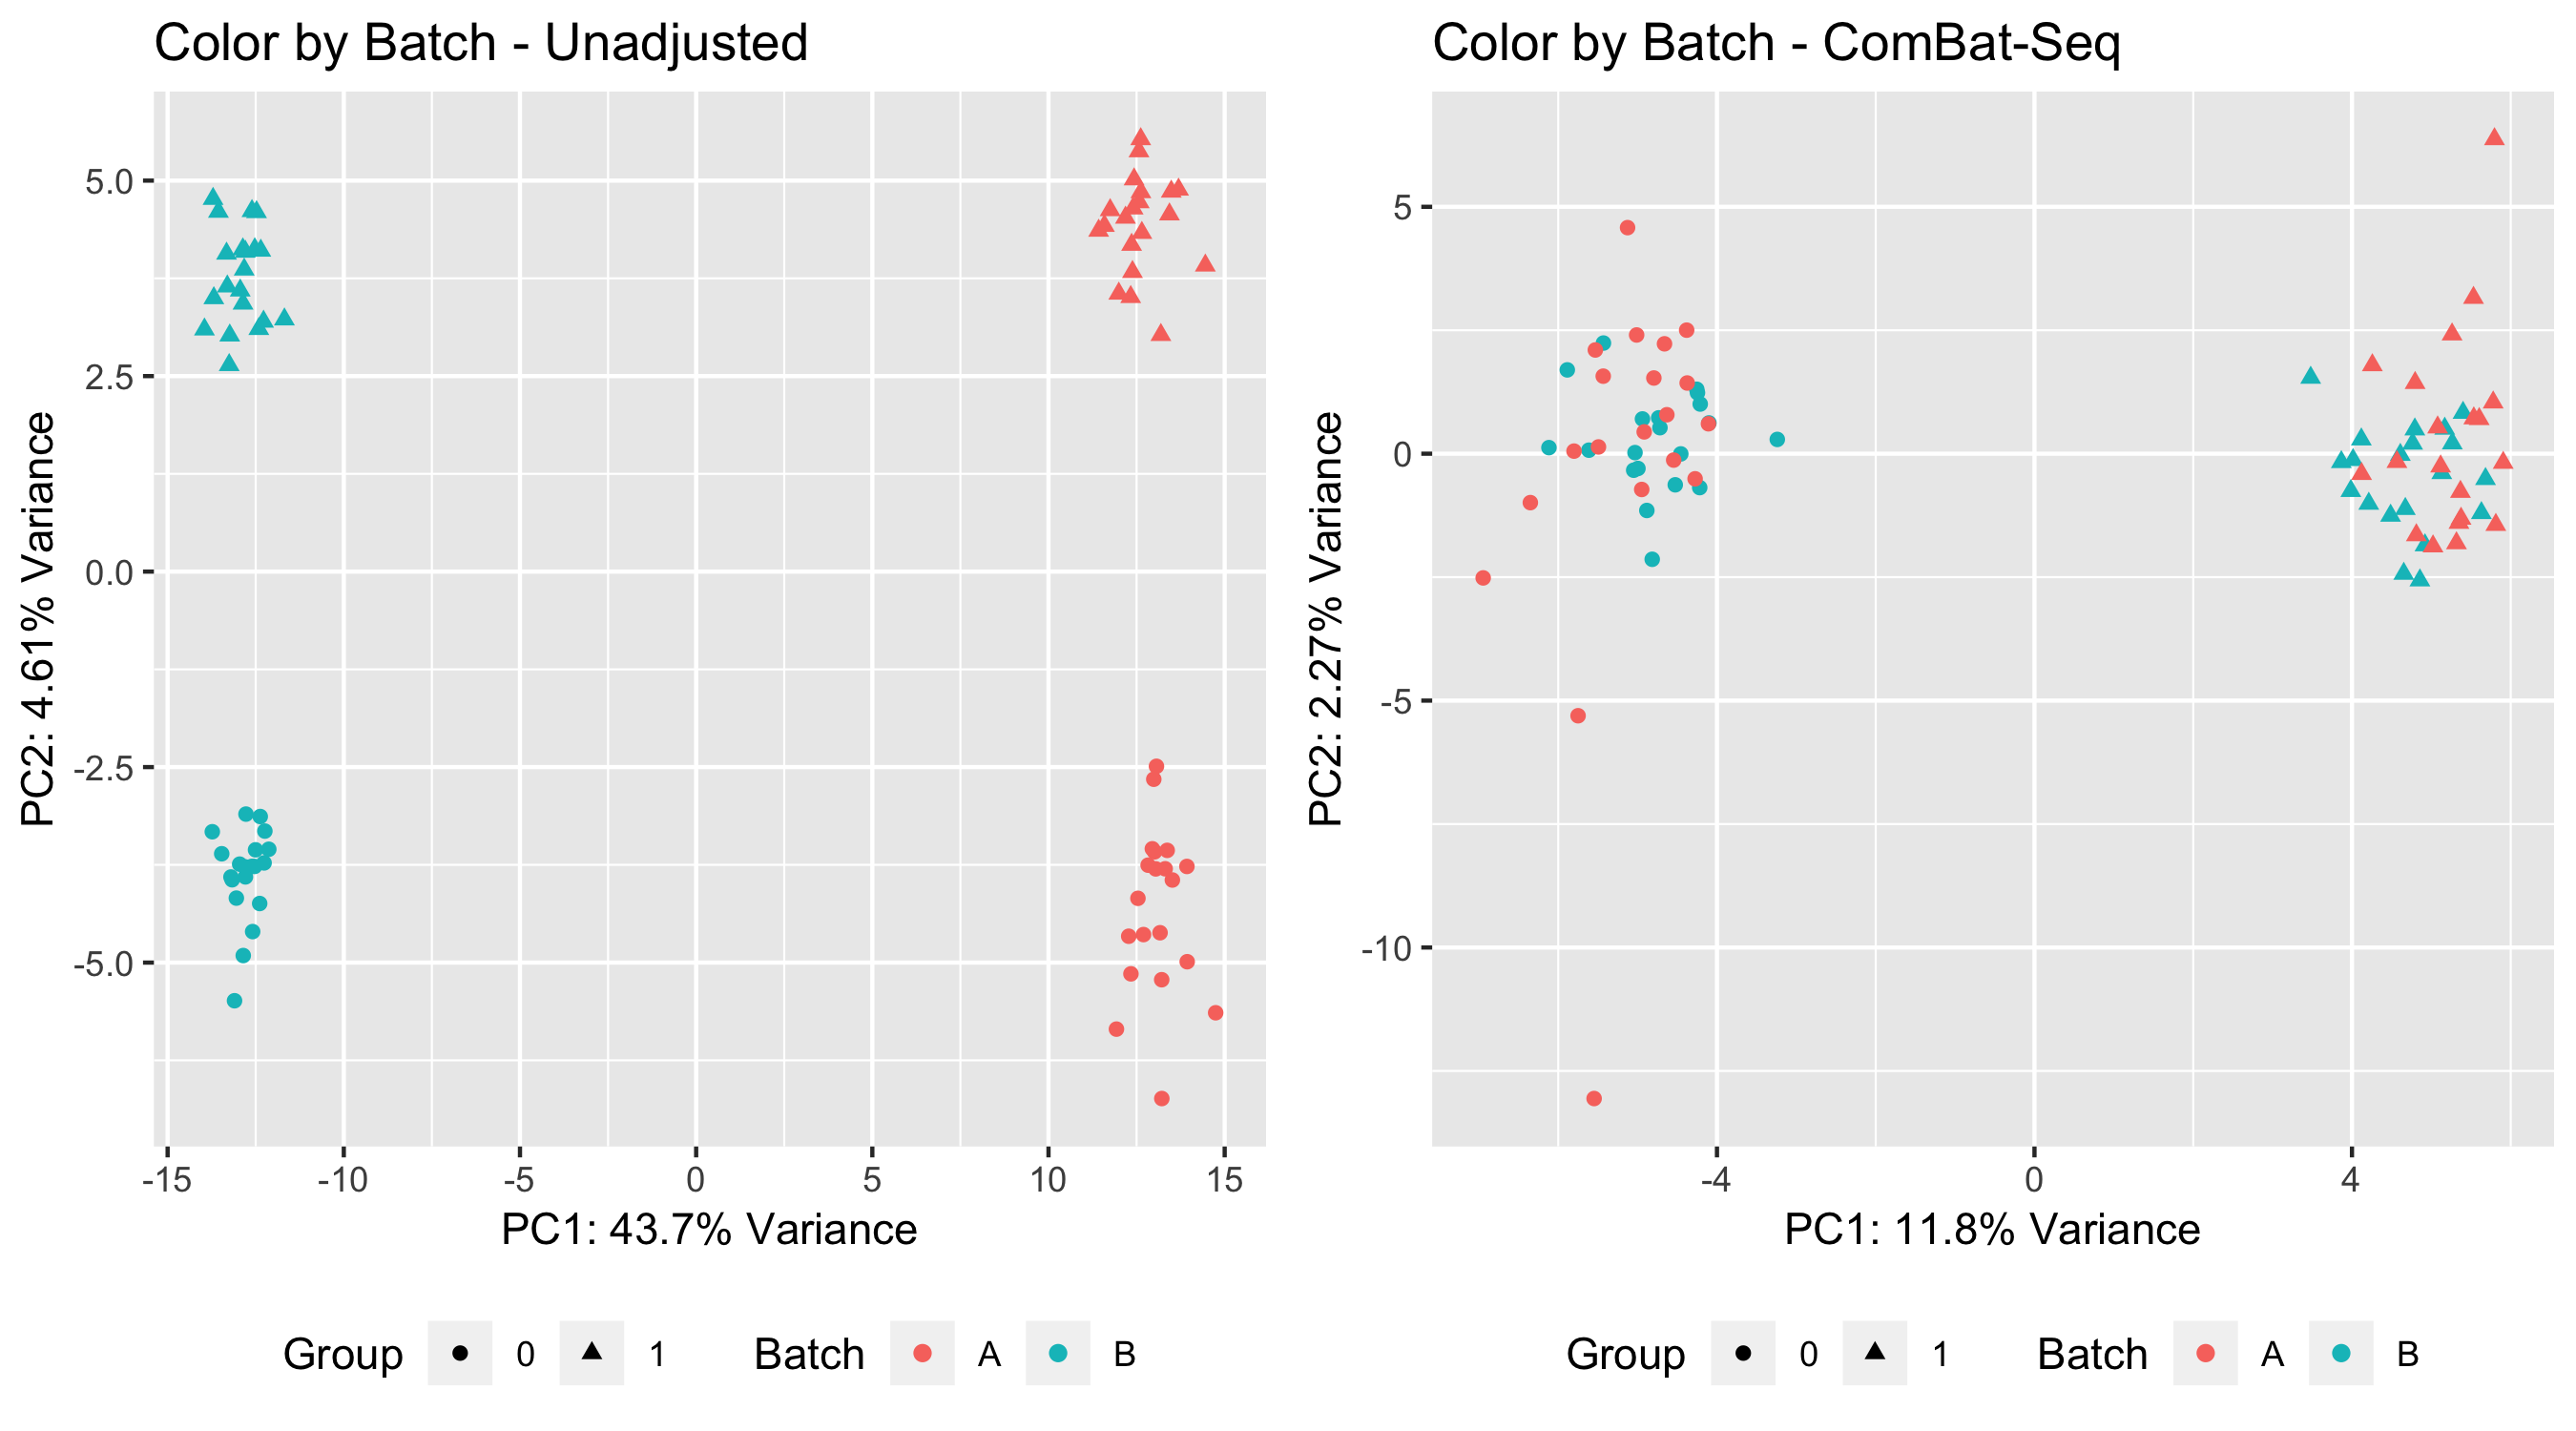 Color by Batch - Unadjusted
5.0
2.5
0.0
-2.5
-5.0
PC2: 4.61% Variance
-15 -10 -5 0 5 10 15
PC1: 43.7% Variance
Group 0 1 Batch A B
Color by Batch - ComBat-Seq
5
0
-5
-10
PC2: 2.27% Variance
-4 0 4
PC1: 11.8% Variance
Group 0 1 Batch A B